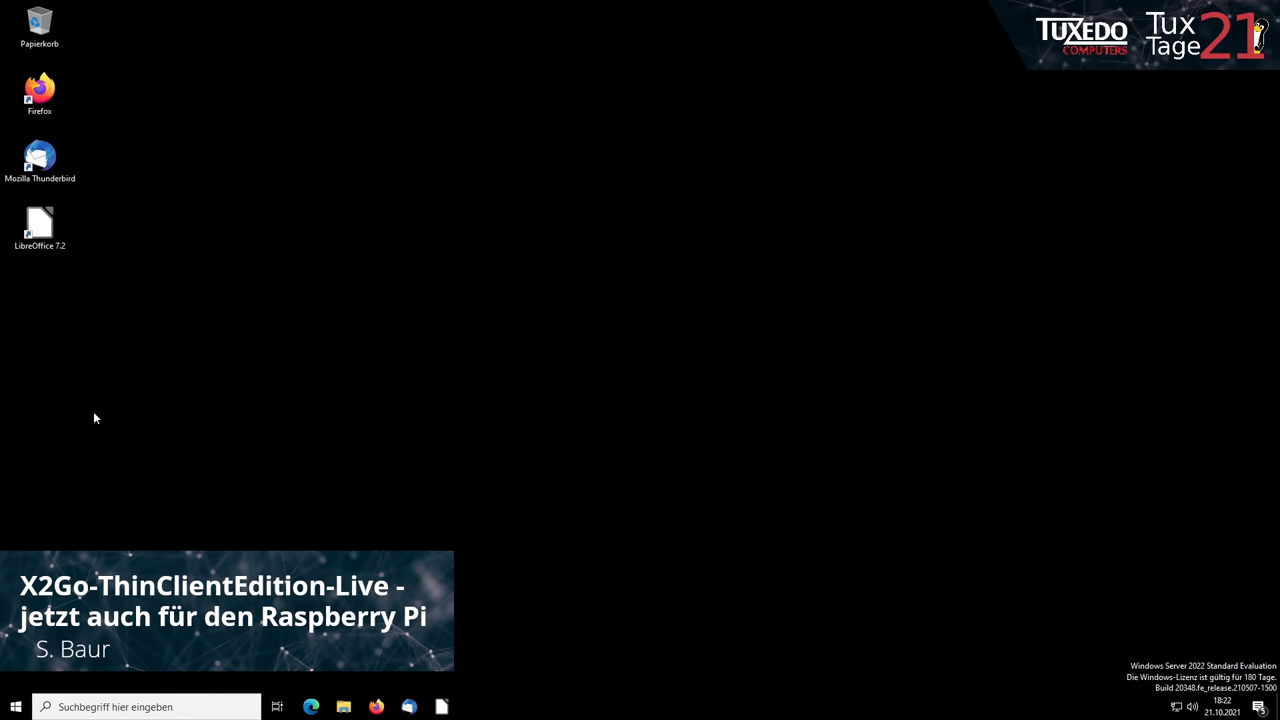 Papierkorb
Firefox
Mozilla Thunderbird
LibreOffice 7.2
TUXEDO
COMPUTERS
Tux
Tage
21
X2Go-ThinClientEdition-Live -
jetzt auch für den Raspberry Pi
S. Baur
Windows Server 2022 Standard Evaluation
Die Windows-Lizenz ist gültig für 180 Tage.
Build 20348.fe_release.210507-1500
Suchbegriff hier eingeben
18:22
21.10.2021
5